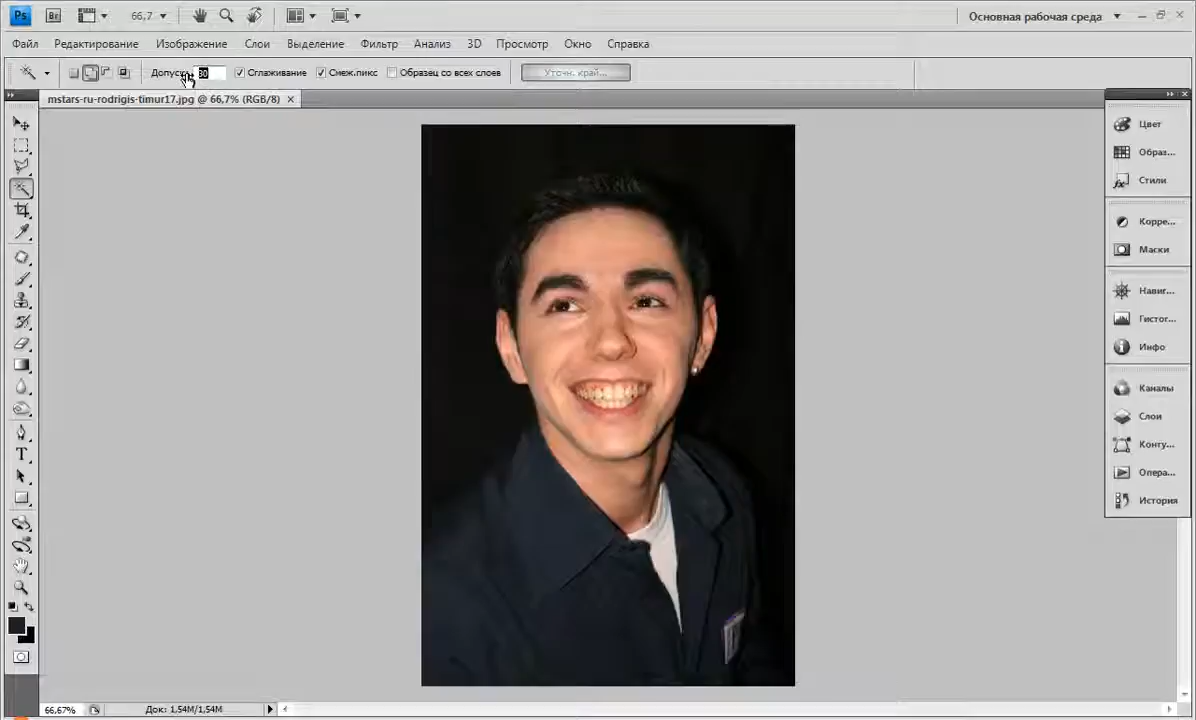 Ps Br 66,7 Основная рабочая среда
Файл Редактирование Изображение Слои Выделение Фильтр Анализ 3D Просмотр Окно Справка
Допуск: 30 Сглаживание Смеж.пикс Образец со всех слоев Уточн. край...
mstars-ru-rodrigis-timur17.jpg @ 66,7% (RGB/8)
Цвет
Образ...
Стили
Корре...
Маски
Навиг...
Гистог...
Инфо
Каналы
Слои
Конту...
Опера...
История
66,67% Док: 1,54M/1,54M